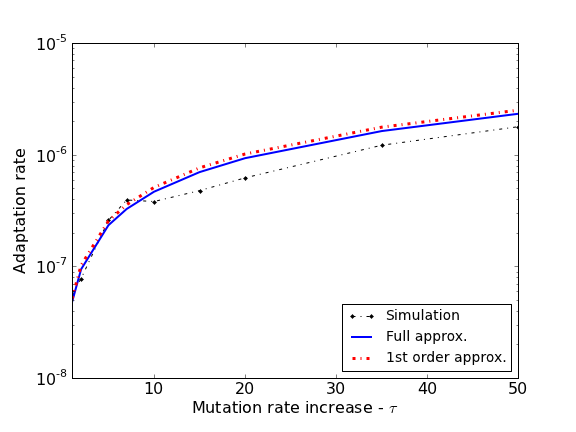 10^-5
10^-6
10^-7
10^-8
Adaptation rate
Simulation
Full approx.
1st order approx.
10 20 30 40 50
Mutation rate increase - τ